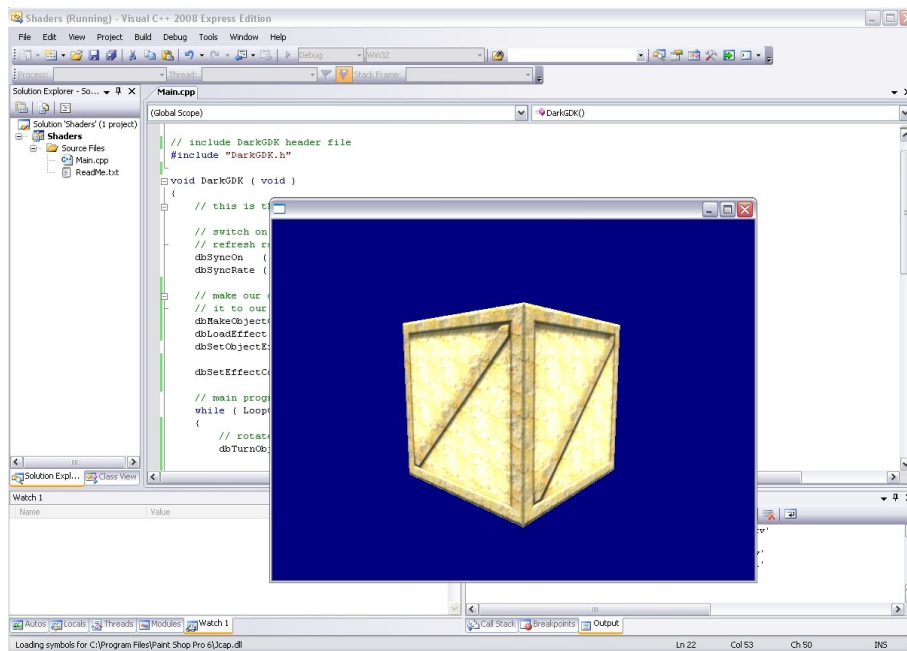 Shaders (Running) - Visual C++ 2008 Express Edition
File Edit View Project Build Debug Tools Window Help
Debug Win32
Process: Thread: Stack Frame:
Solution Explorer - So...
Main.cpp
(Global Scope) DarkGDK()
Solution 'Shaders' (1 project)
Shaders
Source Files
Main.cpp
ReadMe.txt
// include DarkGDK header file
#include "DarkGDK.h"
void DarkGDK ( void )
{
// this is
// switch on
// refresh
dbSyncOn (
dbSyncRate (
// make our
// it to our
dbMakeObject
dbLoadEffect
dbSetObjectE
dbSetEffectC
// main prog
while ( Loop
{
// rotat
dbTurnObj
Solution Expl... Class View
Watch 1
Name Value
Autos Locals Threads Modules Watch 1
Call Stack Breakpoints Output
Loading symbols for C:\Program Files\Paint Shop Pro 6\Jcap.dll
Ln 22 Col 53 Ch 50 INS